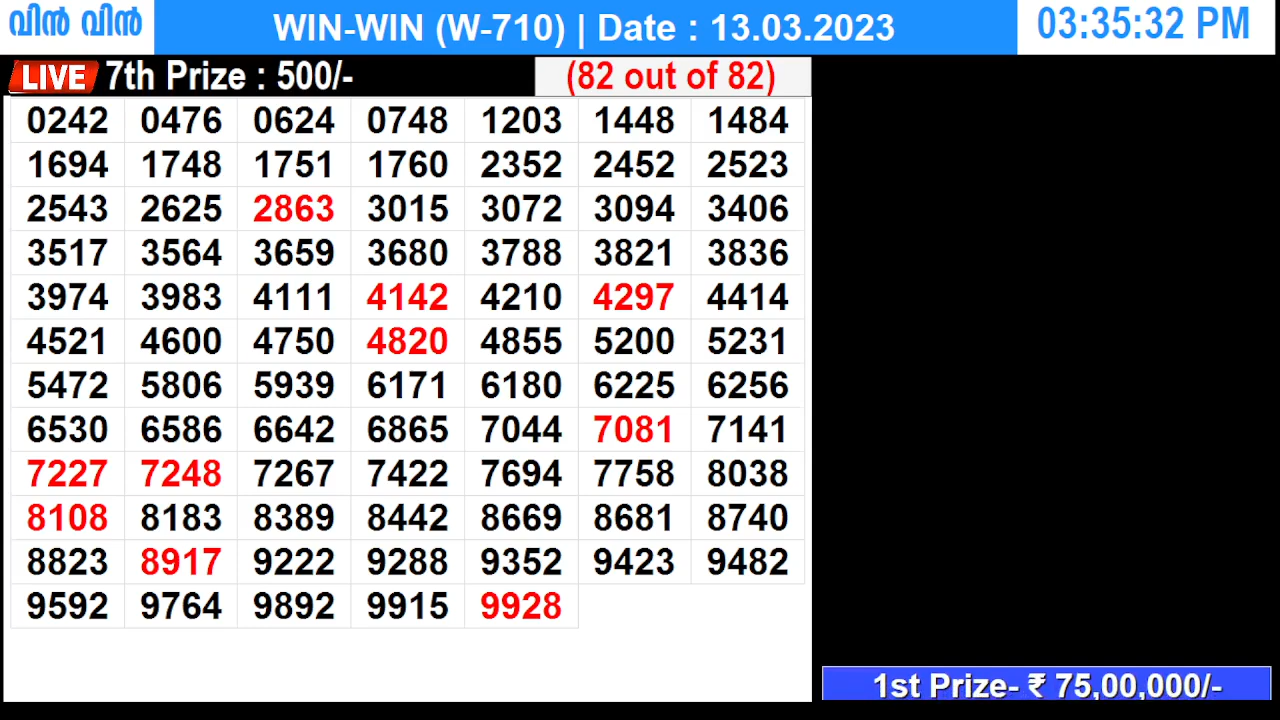 വിൻ വിൻ WIN-WIN (W-710) | Date : 13.03.2023 03:35:32 PM
LIVE 7th Prize : 500/- (82 out of 82)
0242 0476 0624 0748 1203 1448 1484
1694 1748 1751 1760 2352 2452 2523
2543 2625 2863 3015 3072 3094 3406
3517 3564 3659 3680 3788 3821 3836
3974 3983 4111 4142 4210 4297 4414
4521 4600 4750 4820 4855 5200 5231
5472 5806 5939 6171 6180 6225 6256
6530 6586 6642 6865 7044 7081 7141
7227 7248 7267 7422 7694 7758 8038
8108 8183 8389 8442 8669 8681 8740
8823 8917 9222 9288 9352 9423 9482
9592 9764 9892 9915 9928
1st Prize- ₹ 75,00,000/-